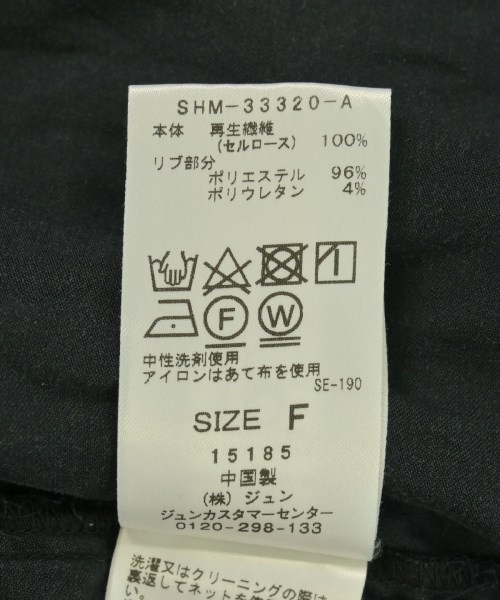 SHM-33320-A
本体 再生繊維
(セルロース) 100%
リブ部分
ポリエステル 96%
ポリウレタン 4%
F W
中性洗剤使用
アイロンはあて布を使用
SE-190
SIZE F
15185
中国製
(株) ジュン
ジュンカスタマーセンター
0120-298-133
洗濯又はクリーニングの際は
裏返してネットを使